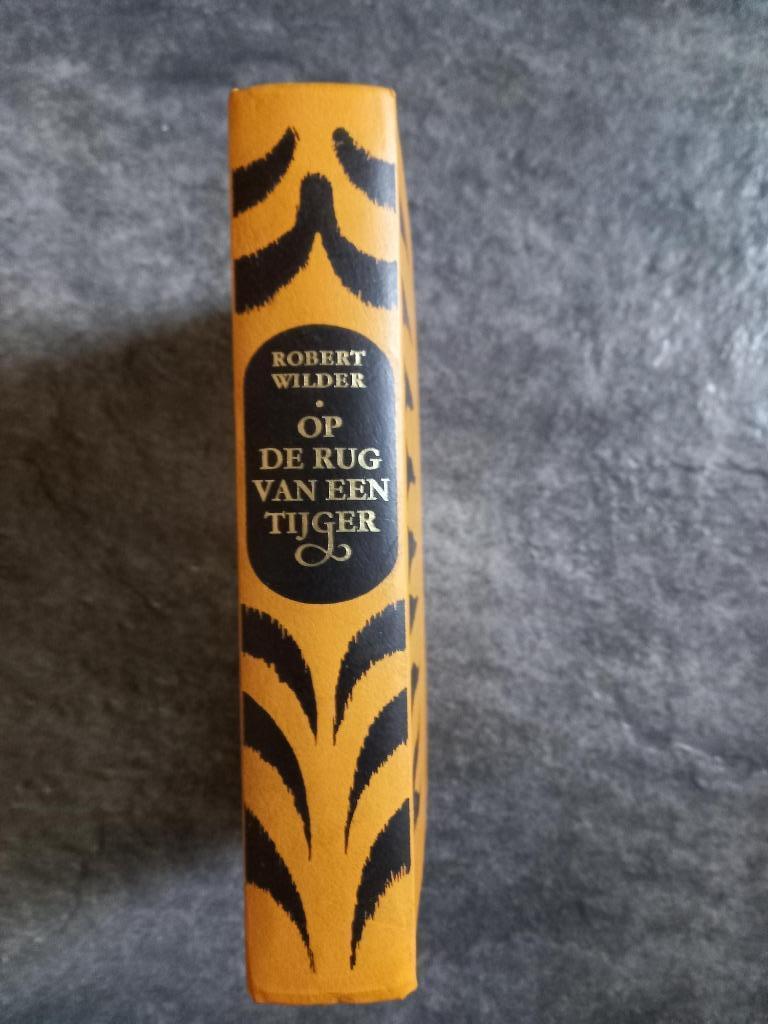 ROBERT
WILDER
•
OP
DE RUG
VAN EEN
TIJGER